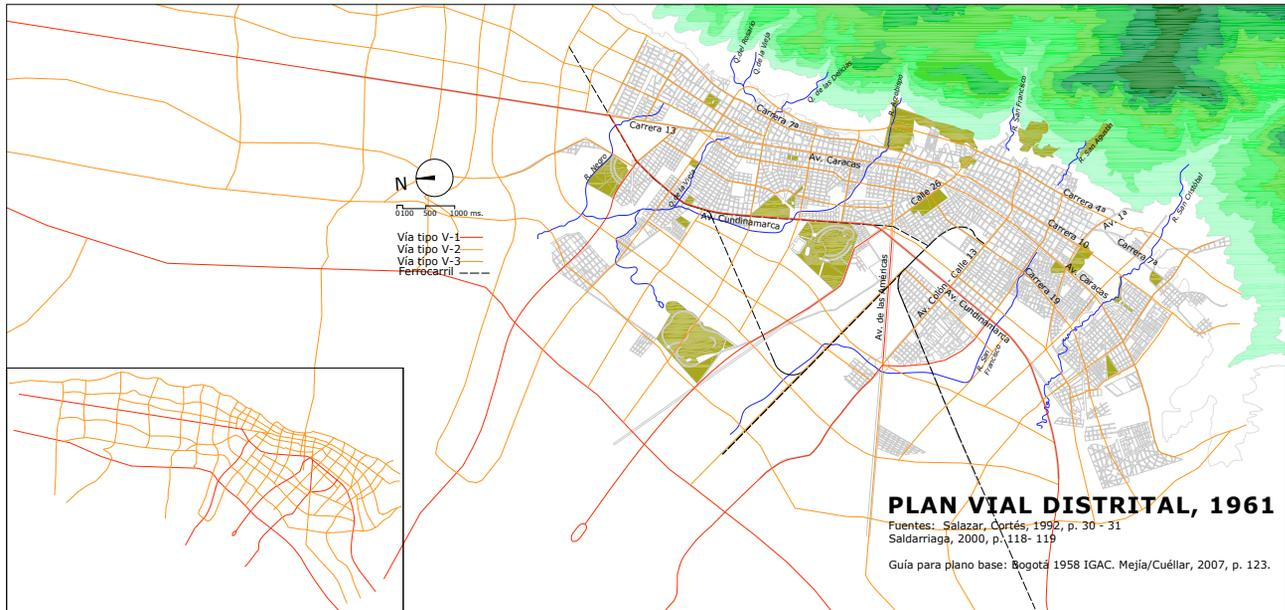 Q.del Rosario
Q. de la Vieja
Q. de las Delicias
R. Arzobispo
R. San Francisco
R. San Agustín
R. San Cristóbal
Carrera 7ª
Carrera 13
Av. Caracas
R. Negro
Q. de la Vieja
Calle 26
Carrera 4ª
Av. 1ª
Av. Cundinamarca
Carrera 10
Carrera 7ª
Av. Caracas
Carrera 19
Av. de las Américas
Av. Colón - Calle 13
Av. Cundinamarca
R. San Francisco
N
0100 500 1000 ms.
Vía tipo V-1
Vía tipo V-2
Vía tipo V-3
Ferrocarril
PLAN VIAL DISTRITAL, 1961
Fuentes: Salazar, Cortés, 1992, p. 30 - 31
Saldarriaga, 2000, p. 118- 119
Guía para plano base: Bogotá 1958 IGAC. Mejía/Cuéllar, 2007, p. 123.